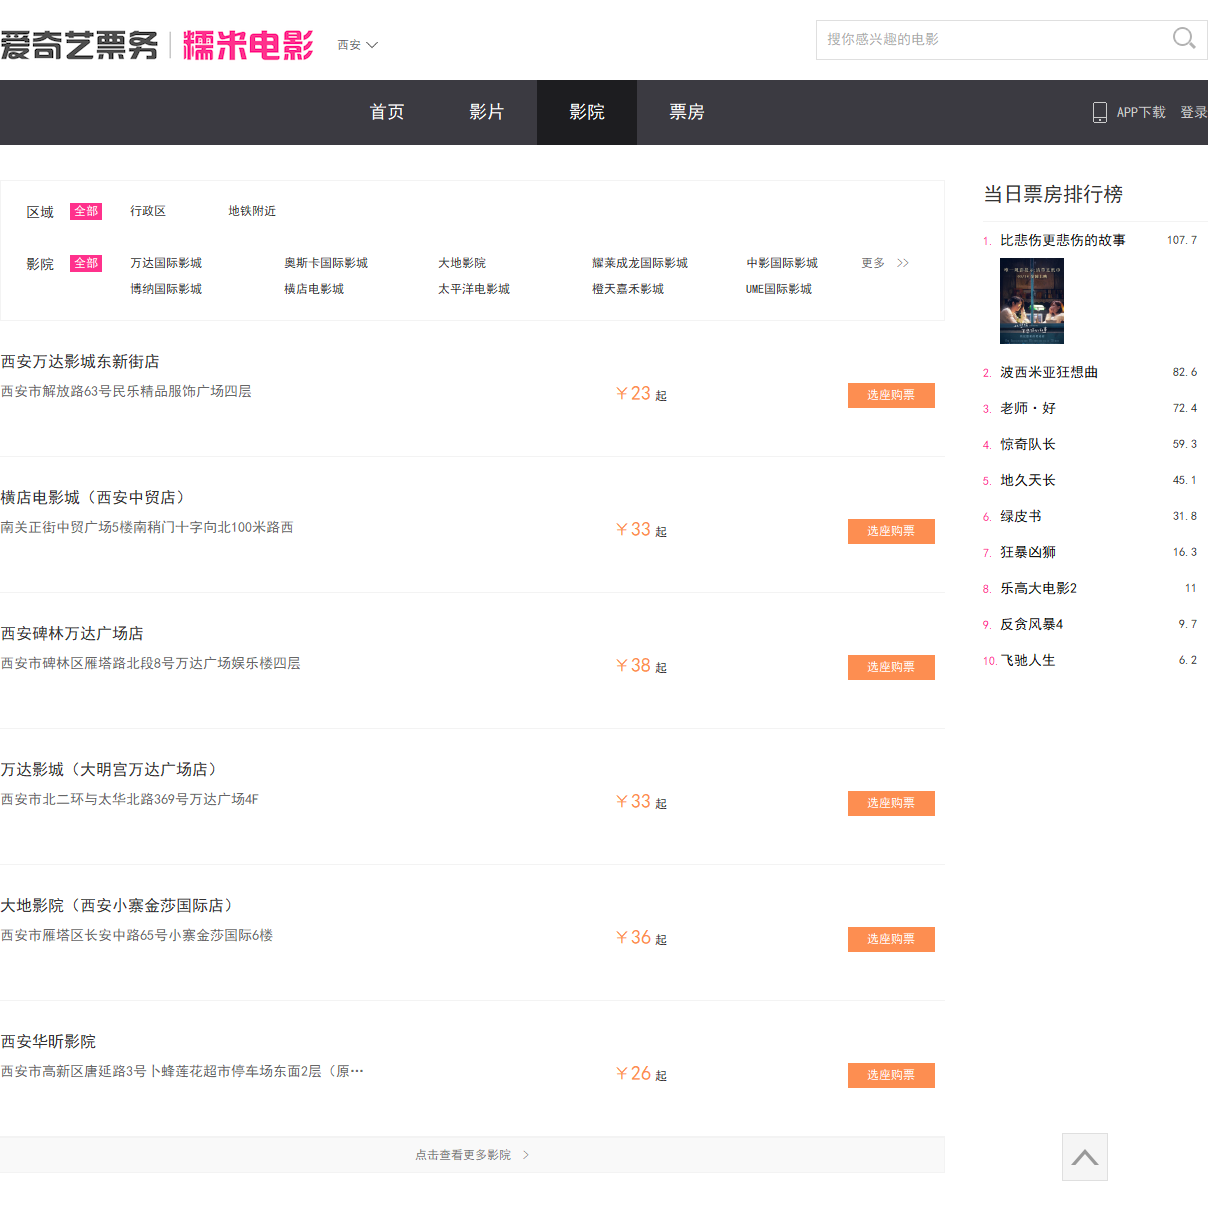 爱奇艺票务 糯米电影 西安
搜你感兴趣的电影
首页 影片 影院 票房 APP下载 登录
区域 全部 行政区 地铁附近
影院 全部 万达国际影城 奥斯卡国际影城 大地影院 耀莱成龙国际影城 中影国际影城 更多
博纳国际影城 横店电影城 太平洋电影城 橙天嘉禾影城 UME国际影城
西安万达影城东新街店
西安市解放路63号民乐精品服饰广场四层
¥23 起 选座购票
横店电影城（西安中贸店）
南关正街中贸广场5楼南稍门十字向北100米路西
¥33 起 选座购票
西安碑林万达广场店
西安市碑林区雁塔路北段8号万达广场娱乐楼四层
¥38 起 选座购票
万达影城（大明宫万达广场店）
西安市北二环与太华北路369号万达广场4F
¥33 起 选座购票
大地影院（西安小寨金莎国际店）
西安市雁塔区长安中路65号小寨金莎国际6楼
¥36 起 选座购票
西安华昕影院
西安市高新区唐延路3号卜蜂莲花超市停车场东面2层（原…
¥26 起 选座购票
点击查看更多影院
当日票房排行榜
1. 比悲伤更悲伤的故事 107.7
2. 波西米亚狂想曲 82.6
3. 老师·好 72.4
4. 惊奇队长 59.3
5. 地久天长 45.1
6. 绿皮书 31.8
7. 狂暴凶狮 16.3
8. 乐高大电影2 11
9. 反贪风暴4 9.7
10. 飞驰人生 6.2